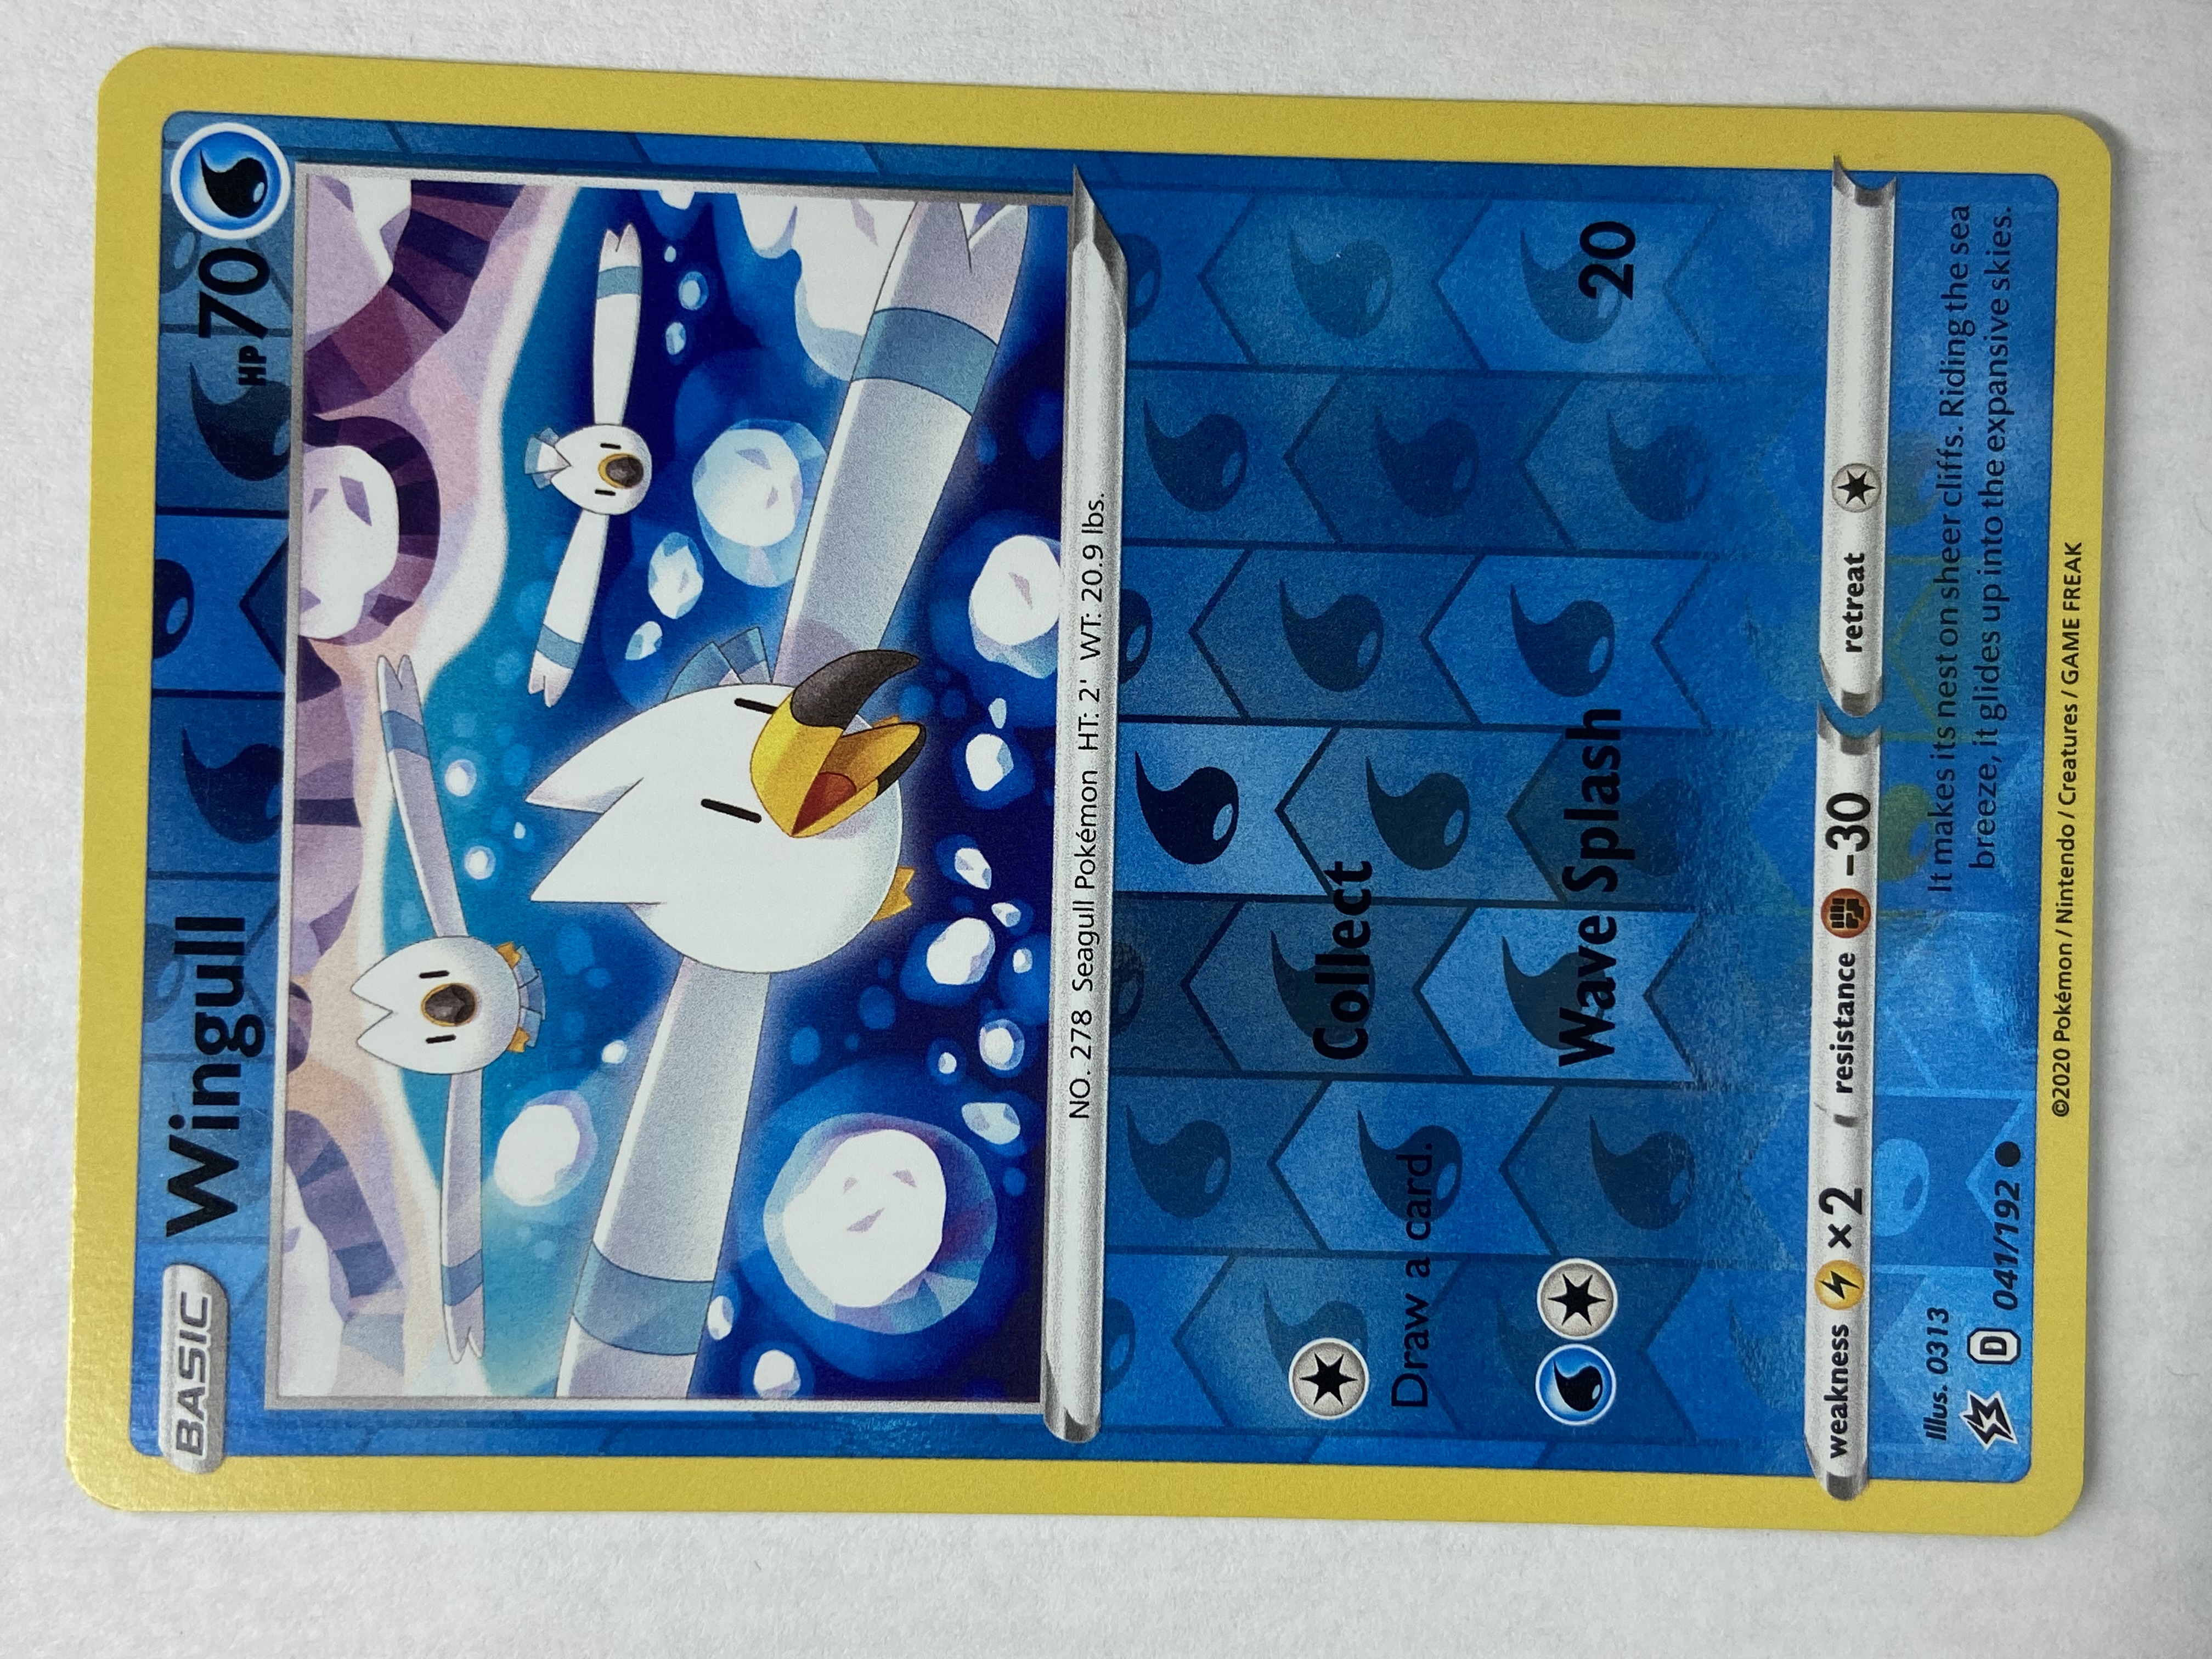 BASIC Wingull HP 70
NO. 278 Seagull Pokémon HT: 2' WT: 20.9 lbs.
Collect
Draw a card.
Wave Splash 20
weakness ×2 resistance -30 retreat
Illus. 0313
It makes its nest on sheer cliffs. Riding the sea
breeze, it glides up into the expansive skies.
D 041/192
©2020 Pokémon / Nintendo / Creatures / GAME FREAK